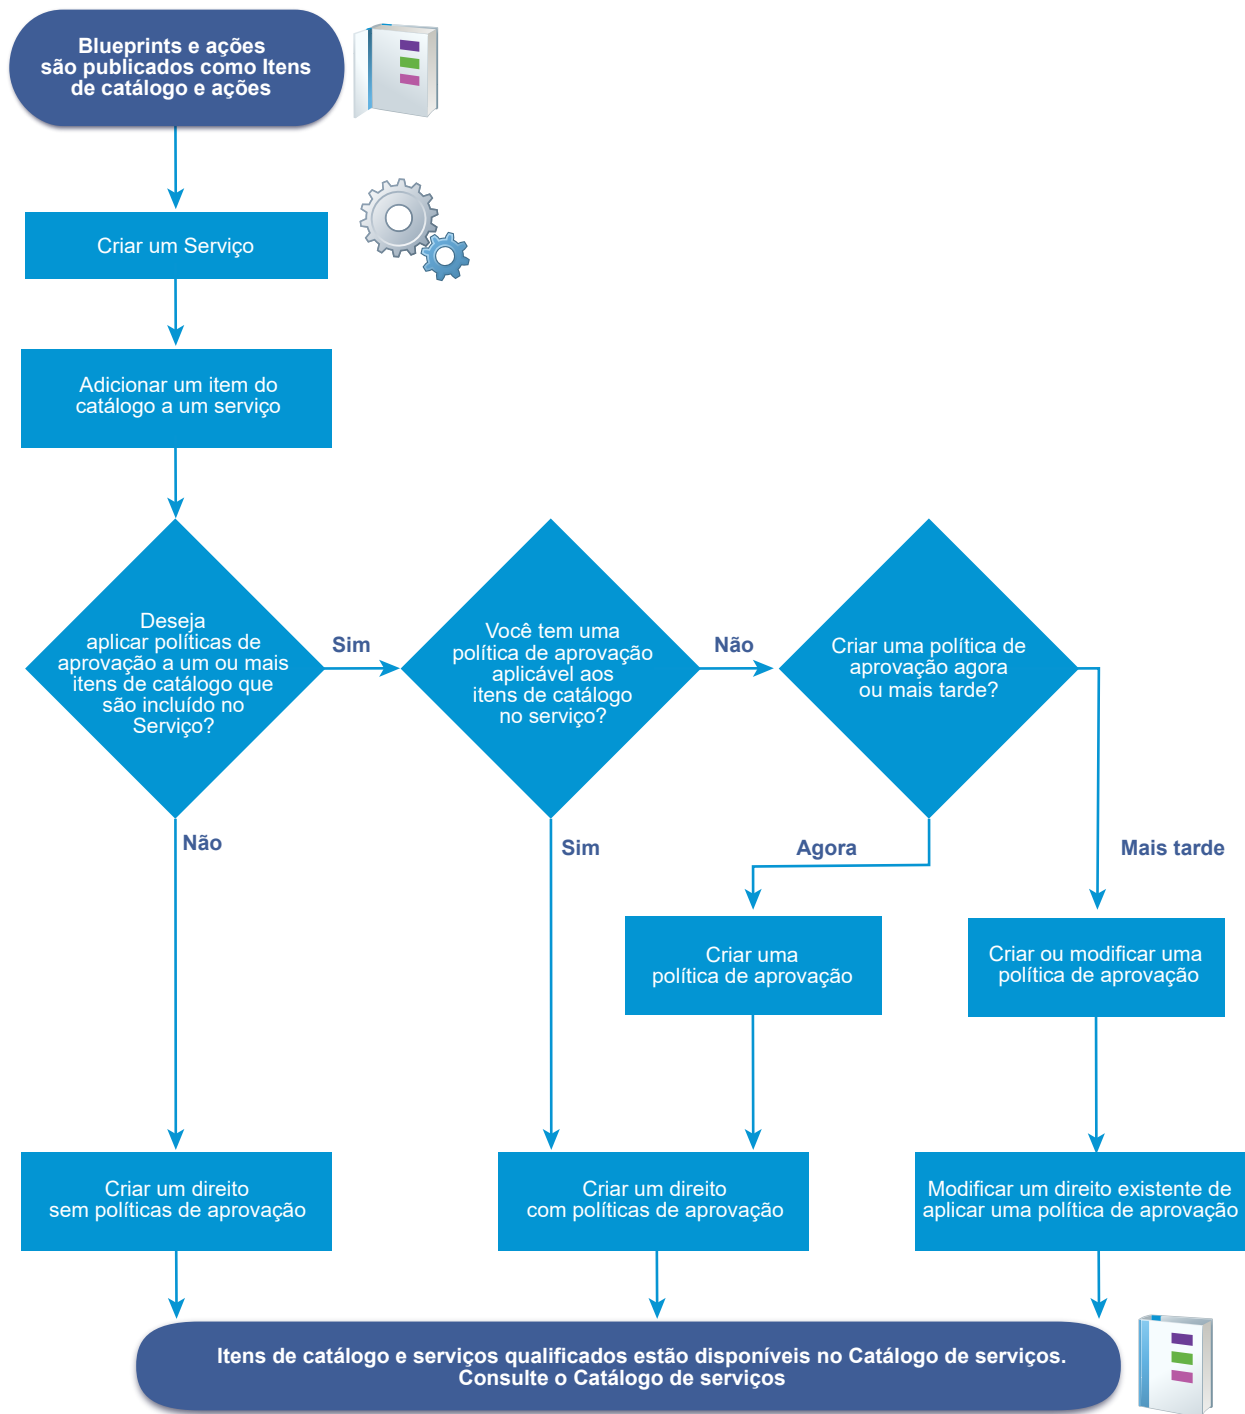 Blueprints e ações
são publicados como Itens
de catálogo e ações
Criar um Serviço
Adicionar um item do
catálogo a um serviço
Deseja
aplicar políticas de
aprovação a um ou mais
itens de catálogo que
são incluído no
Serviço?
Sim
Você tem uma
política de aprovação
aplicável aos
itens de catálogo
no serviço?
Não
Criar uma política de
aprovação agora
ou mais tarde?
Não
Sim
Agora
Mais tarde
Criar uma
política de aprovação
Criar ou modificar uma
política de aprovação
Criar um direito
sem políticas de aprovação
Criar um direito
com políticas de aprovação
Modificar um direito existente de
aplicar uma política de aprovação
Itens de catálogo e serviços qualificados estão disponíveis no Catálogo de serviços.
Consulte o Catálogo de serviços